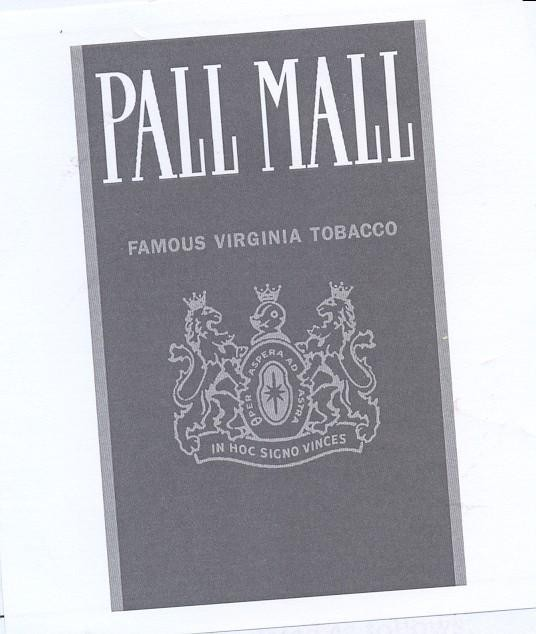 PALL MALL
FAMOUS VIRGINIA TOBACCO
PER ASPERA AD ASTRA
IN HOC SIGNO VINCES